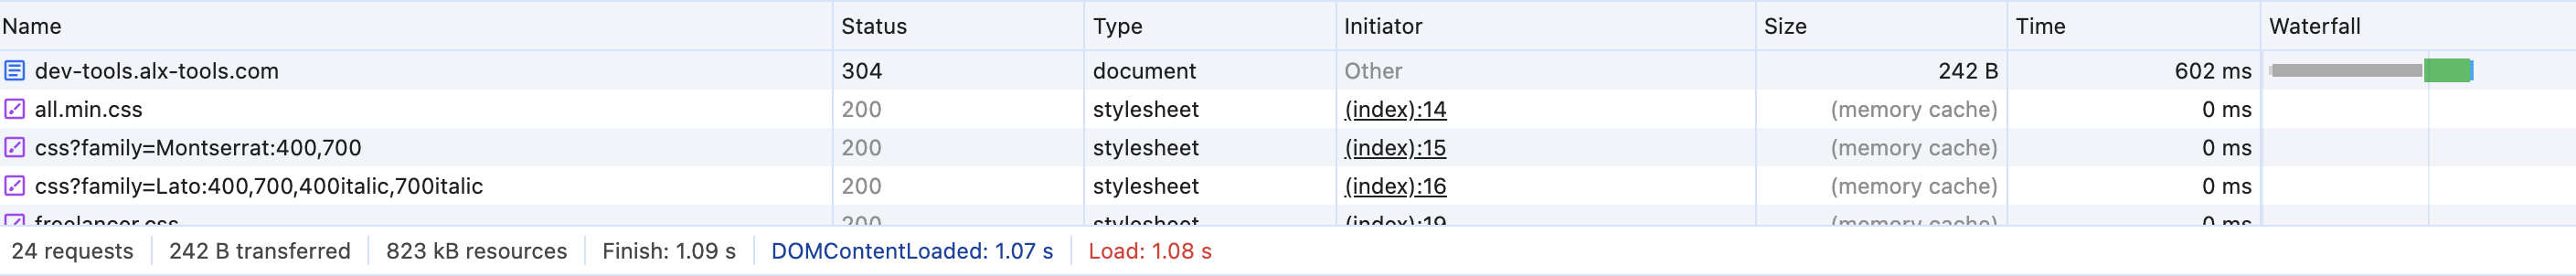 Name Status Type Initiator Size Time Waterfall
dev-tools.alx-tools.com 304 document Other 242 B 602 ms
all.min.css 200 stylesheet (index):14 (memory cache) 0 ms
css?family=Montserrat:400,700 200 stylesheet (index):15 (memory cache) 0 ms
css?family=Lato:400,700,400italic,700italic 200 stylesheet (index):16 (memory cache) 0 ms
freelancer.css 200 stylesheet (index):19 (memory cache) 0 ms
24 requests 242 B transferred 823 kB resources Finish: 1.09 s DOMContentLoaded: 1.07 s Load: 1.08 s